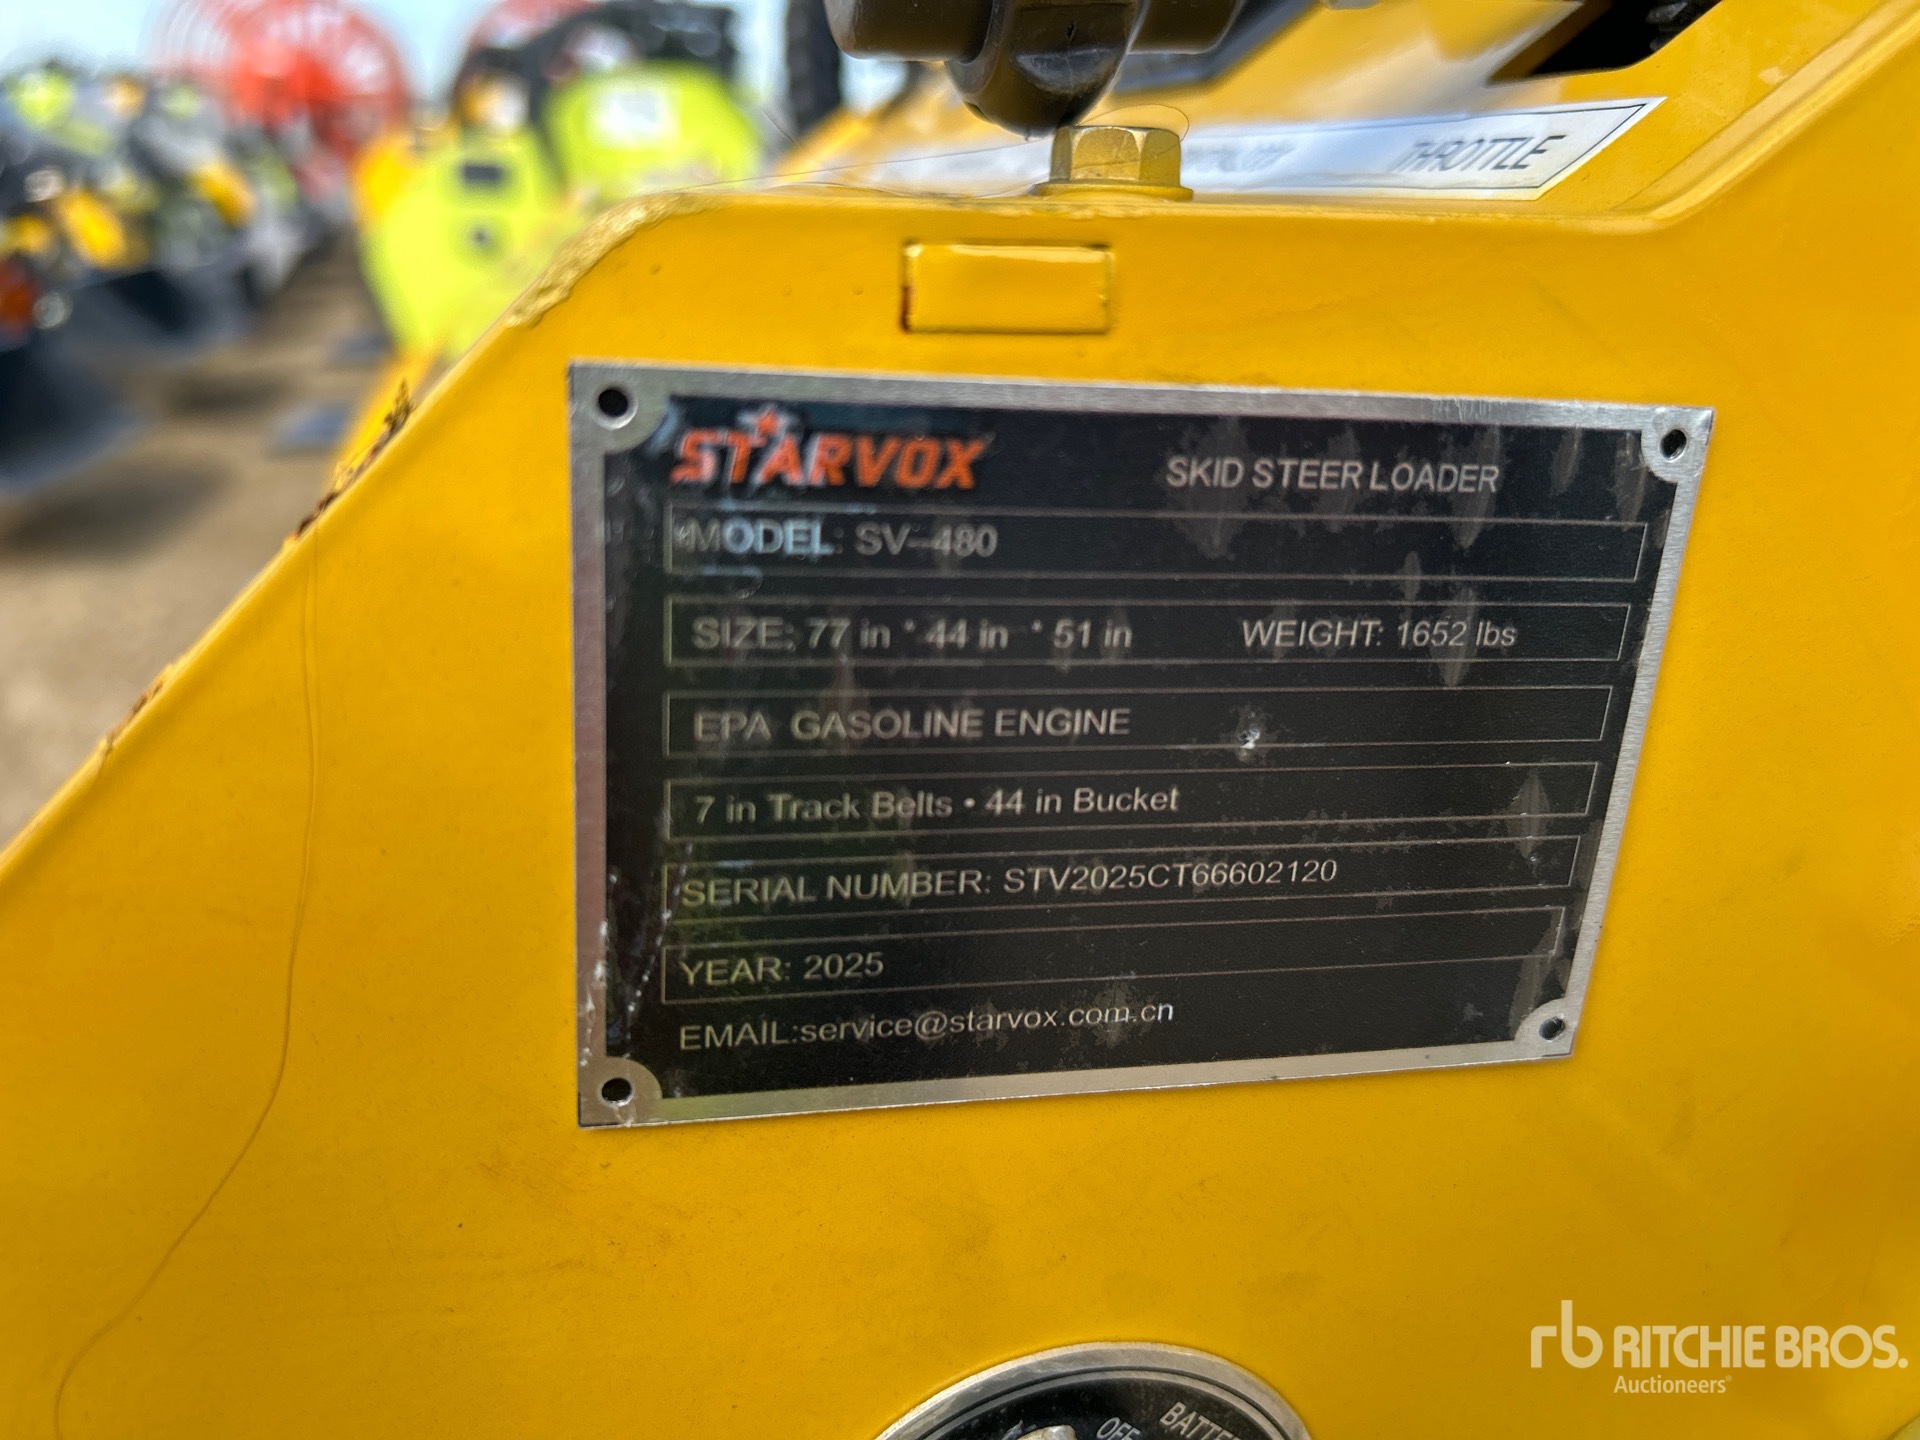 THROTTLE
STARVOX
SKID STEER LOADER
MODEL: SV-480
SIZE: 77 in * 44 in * 51 in WEIGHT: 1652 lbs
EPA GASOLINE ENGINE
7 in Track Belts • 44 in Bucket
SERIAL NUMBER: STV2025CT66602120
YEAR: 2025
EMAIL:service@starvox.com.cn
OFF
rb RITCHIE BROS.
Auctioneers